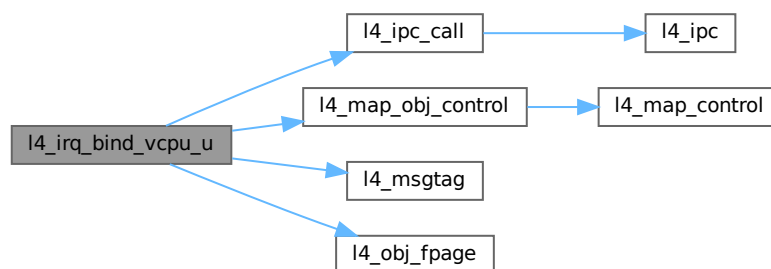 l4_ipc_call
l4_ipc
l4_map_obj_control
l4_map_control
l4_irq_bind_vcpu_u
l4_msgtag
l4_obj_fpage